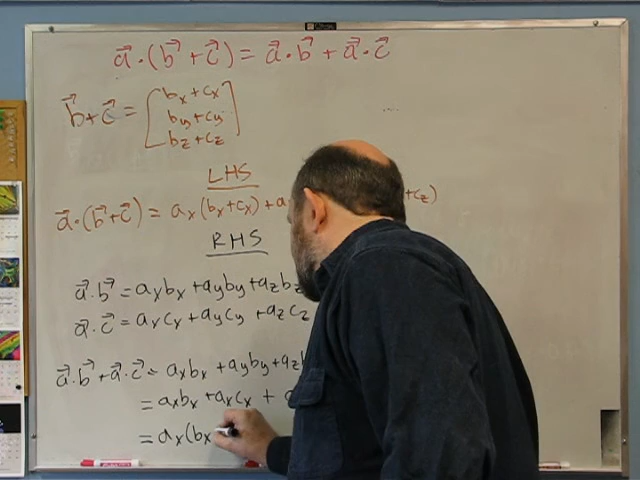 a⃗ · (b⃗ + c⃗) = a⃗ · b⃗ + a⃗ · c⃗
b⃗ + c⃗ = [ bx + cx
by + cy
bz + cz ]
LHS
a⃗ · (b⃗ + c⃗) = ax(bx + cx) + a + cz)
RHS
a⃗ · b⃗ = axbx + ayby + azbz
a⃗ · c⃗ = axcx + aycy + azcz
a⃗ · b⃗ + a⃗ · c⃗ = axbx + ayby + azb
= axbx + axcx +
= ax(bx